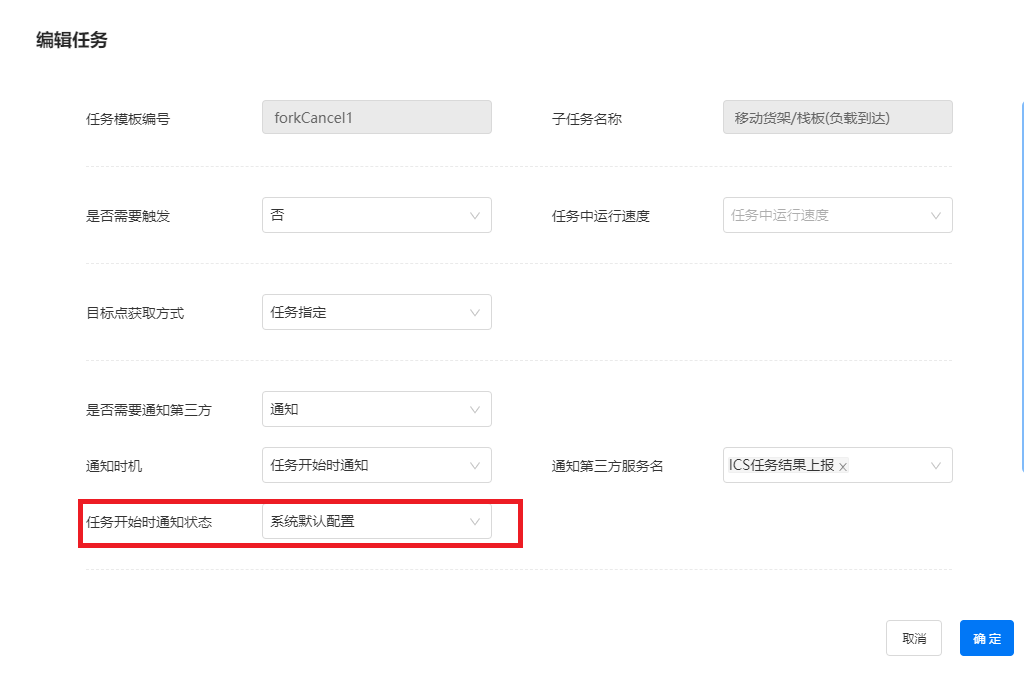 编辑任务
任务模板编号 forkCancel1 子任务名称 移动货架/栈板(负载到达)
是否需要触发 否 任务中运行速度 任务中运行速度
目标点获取方式 任务指定
是否需要通知第三方 通知
通知时机 任务开始时通知 通知第三方服务名 ICS任务结果上报 x
任务开始时通知状态 系统默认配置
取消 确定